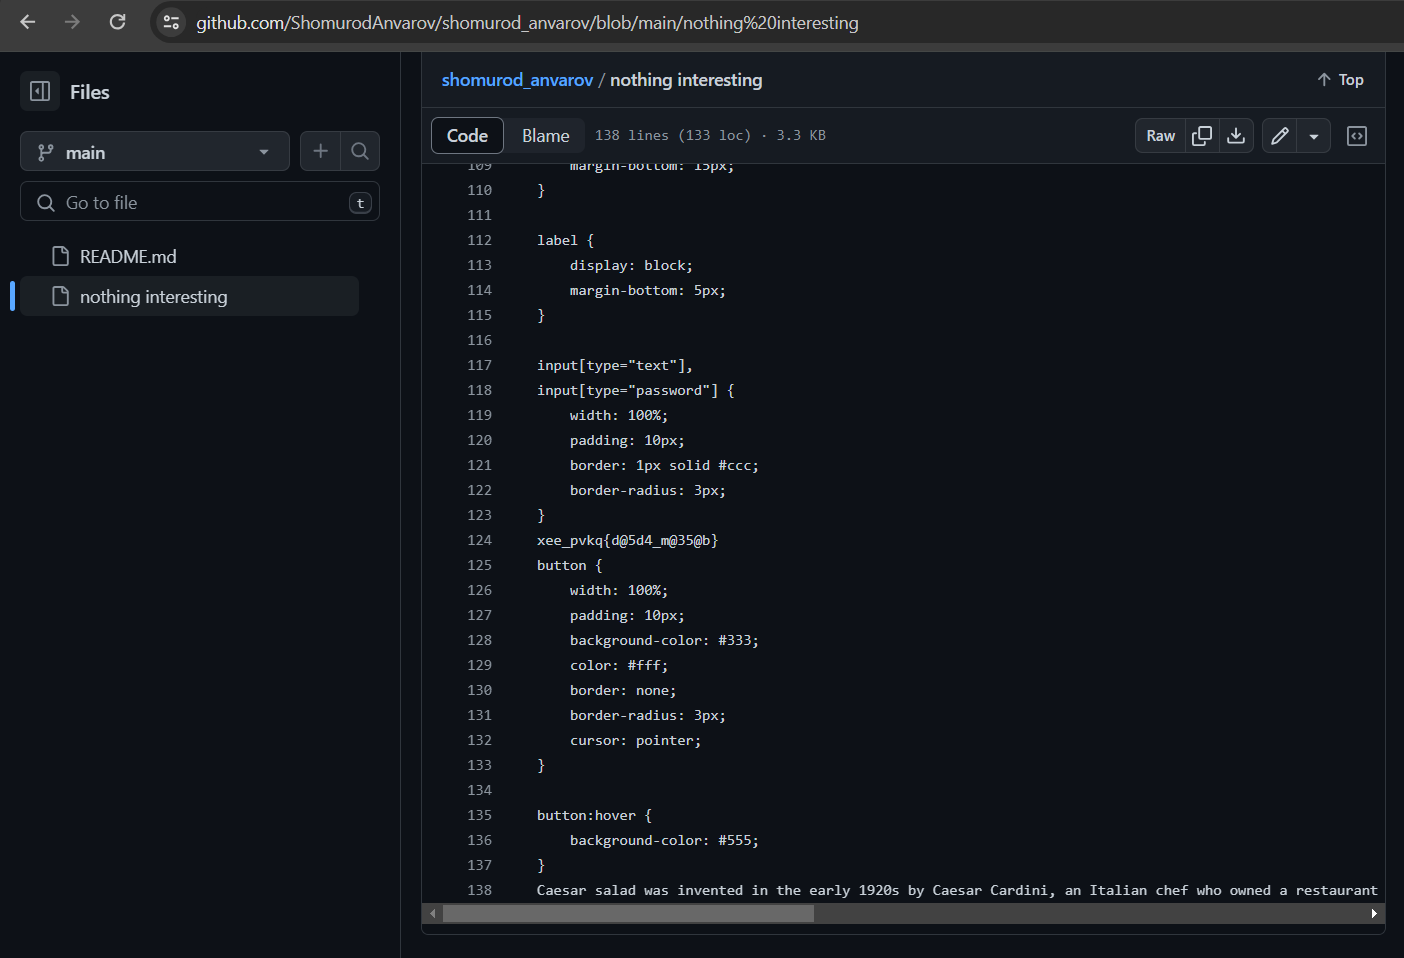 github.com/ShomurodAnvarov/shomurod_anvarov/blob/main/nothing%20interesting
Files
main
Go to file
t
README.md
nothing interesting
shomurod_anvarov / nothing interesting
Top
Code Blame 138 lines (133 loc) · 3.3 KB
Raw
109 margin-bottom: 15px;
110 }
111
112 label {
113 display: block;
114 margin-bottom: 5px;
115 }
116
117 input[type="text"],
118 input[type="password"] {
119 width: 100%;
120 padding: 10px;
121 border: 1px solid #ccc;
122 border-radius: 3px;
123 }
124 xee_pvkq{d@5d4_m@35@b}
125 button {
126 width: 100%;
127 padding: 10px;
128 background-color: #333;
129 color: #fff;
130 border: none;
131 border-radius: 3px;
132 cursor: pointer;
133 }
134
135 button:hover {
136 background-color: #555;
137 }
138 Caesar salad was invented in the early 1920s by Caesar Cardini, an Italian chef who owned a restaurant